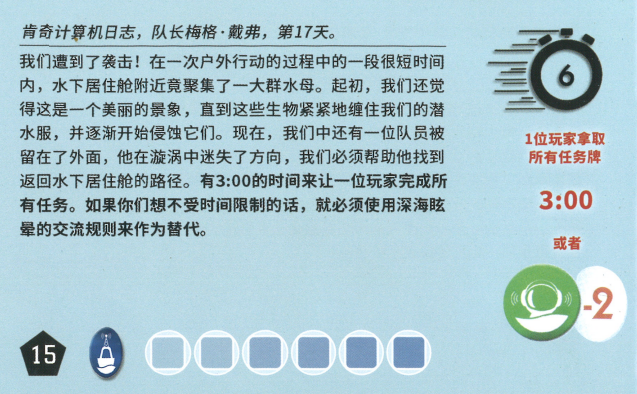 肯奇计算机日志，队长梅格·戴弗，第17天。
我们遭到了袭击！在一次户外行动的过程中的一段很短时间
内，水下居住舱附近竟聚集了一大群水母。起初，我们还觉
得这是一个美丽的景象，直到这些生物紧紧地缠住我们的潜
水服，并逐渐开始侵蚀它们。现在，我们中还有一位队员被
留在了外面，他在漩涡中迷失了方向，我们必须帮助他找到
返回水下居住舱的路径。有3:00的时间来让一位玩家完成所
有任务。如果你们想不受时间限制的话，就必须使用深海眩
晕的交流规则来作为替代。
6
1位玩家拿取
所有任务牌
3:00
或者
-2
15